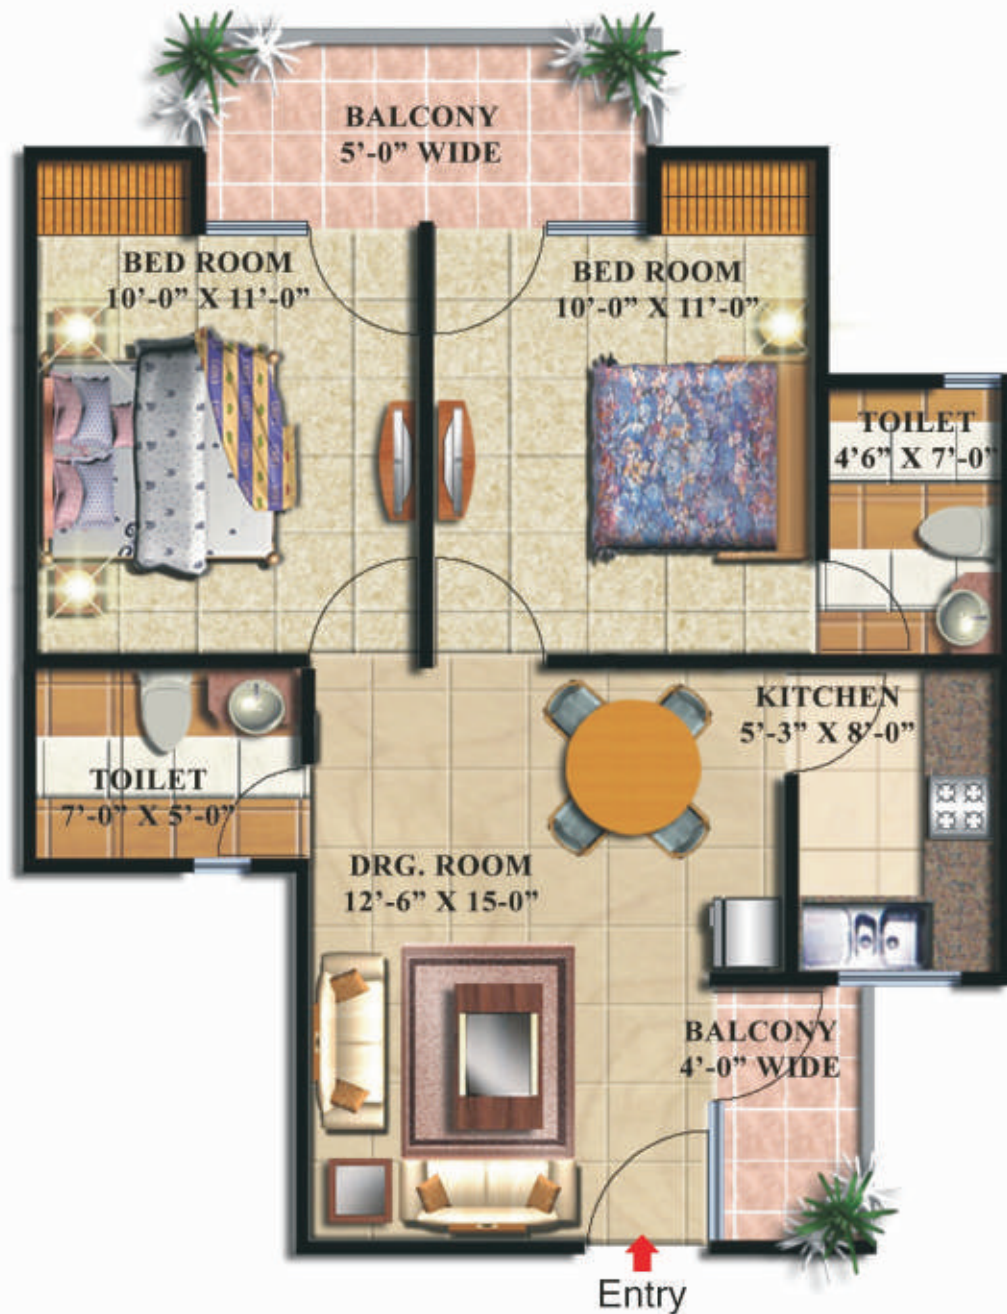 BALCONY
5'-0” WIDE
BED ROOM
10'-0” X 11'-0”
BED ROOM
10'-0” X 11'-0”
TOILET
4'6” X 7'-0”
KITCHEN
5'-3” X 8'-0”
TOILET
7'-0” X 5'-0”
DRG. ROOM
12'-6” X 15-0”
BALCONY
4'-0” WIDE
Entry